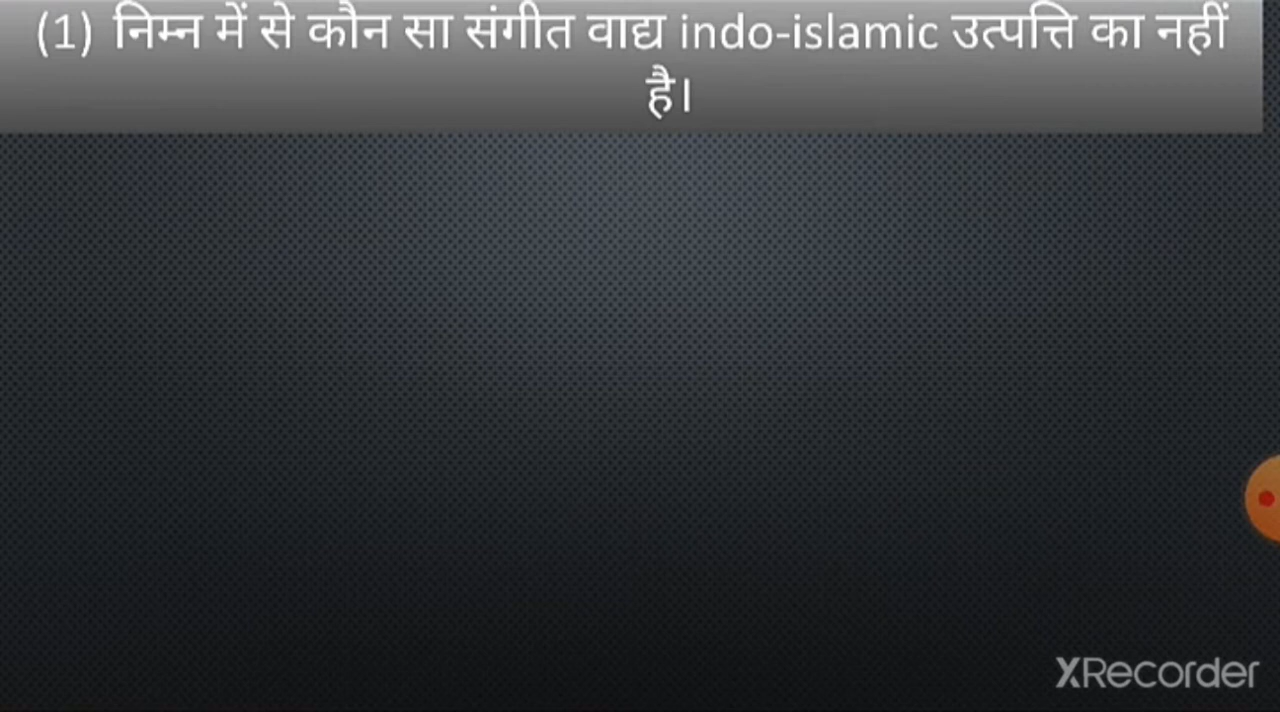 (1) निम्न में से कौन सा संगीत वाद्य indo-islamic उत्पत्ति का नहीं
है।
XRecorder